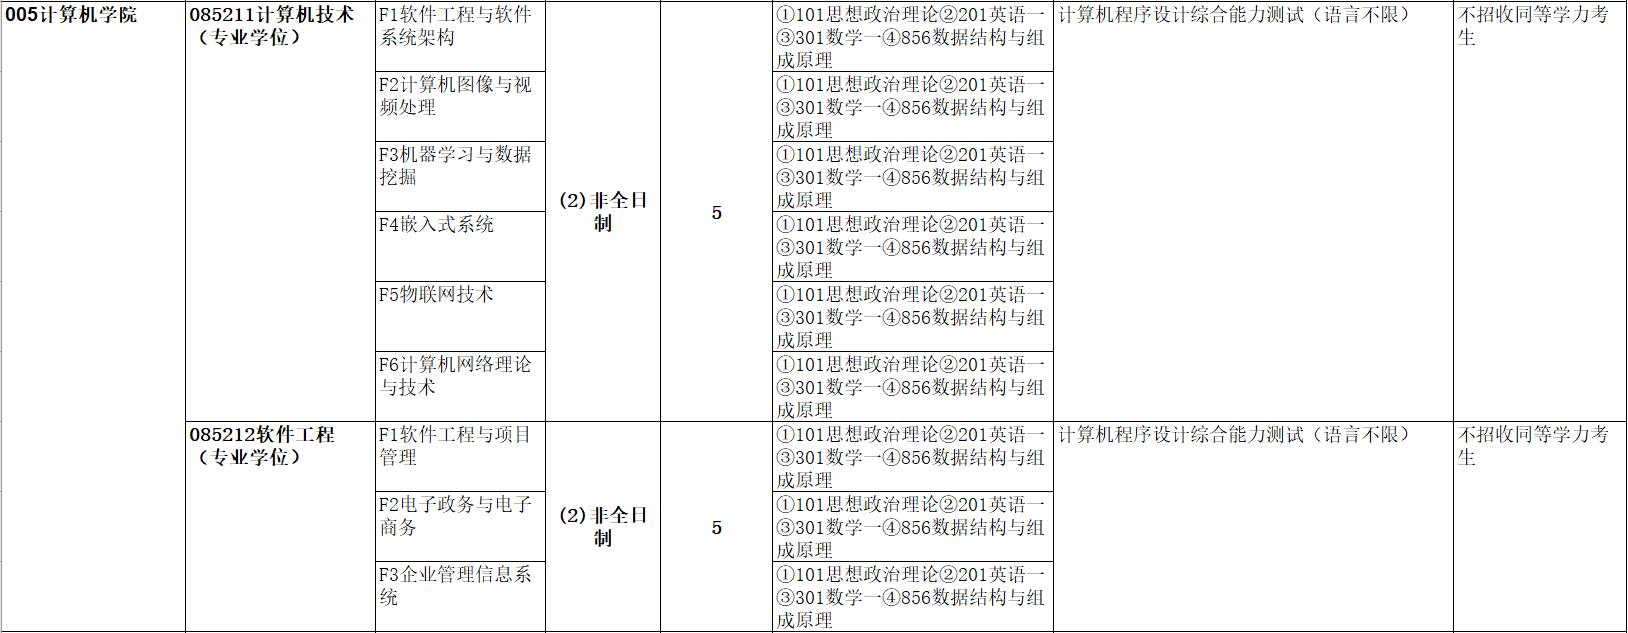 005计算机学院
085211计算机技术
（专业学位）
F1软件工程与软件
系统架构
①101思想政治理论②201英语一
③301数学一④856数据结构与组
成原理
计算机程序设计综合能力测试（语言不限）
不招收同等学力考
生
F2计算机图像与视
频处理
①101思想政治理论②201英语一
③301数学一④856数据结构与组
成原理
F3机器学习与数据
挖掘
①101思想政治理论②201英语一
③301数学一④856数据结构与组
成原理
(2)非全日
制
5
F4嵌入式系统
①101思想政治理论②201英语一
③301数学一④856数据结构与组
成原理
F5物联网技术
①101思想政治理论②201英语一
③301数学一④856数据结构与组
成原理
F6计算机网络理论
与技术
①101思想政治理论②201英语一
③301数学一④856数据结构与组
成原理
085212软件工程
（专业学位）
F1软件工程与项目
管理
①101思想政治理论②201英语一
③301数学一④856数据结构与组
成原理
计算机程序设计综合能力测试（语言不限）
不招收同等学力考
生
F2电子政务与电子
商务
(2)非全日
制
5
①101思想政治理论②201英语一
③301数学一④856数据结构与组
成原理
F3企业管理信息系
统
①101思想政治理论②201英语一
③301数学一④856数据结构与组
成原理